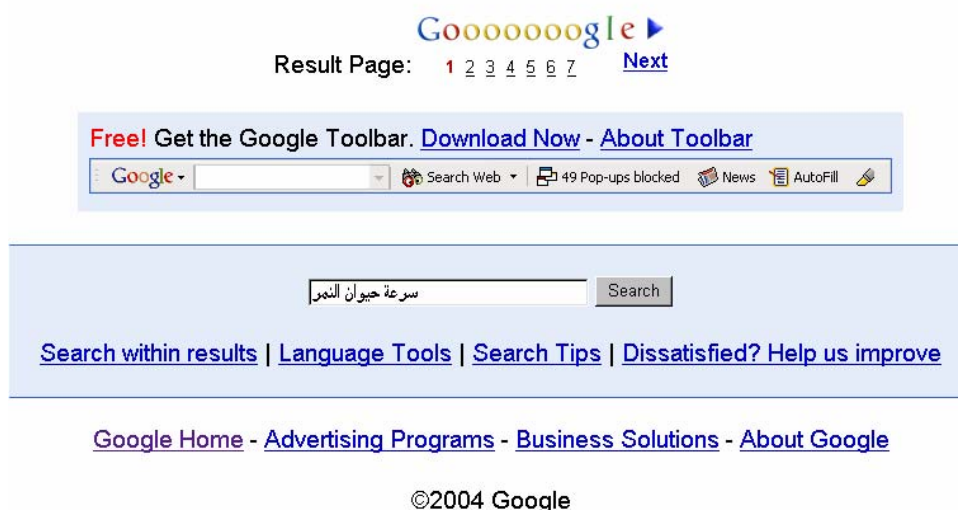 Gooooooogle
Result Page: 1 2 3 4 5 6 7 Next
Free! Get the Google Toolbar. Download Now - About Toolbar
Google Search Web 49 Pop-ups blocked News AutoFill
سرعة حيوان النمر Search
Search within results | Language Tools | Search Tips | Dissatisfied? Help us improve
Google Home - Advertising Programs - Business Solutions - About Google
©2004 Google